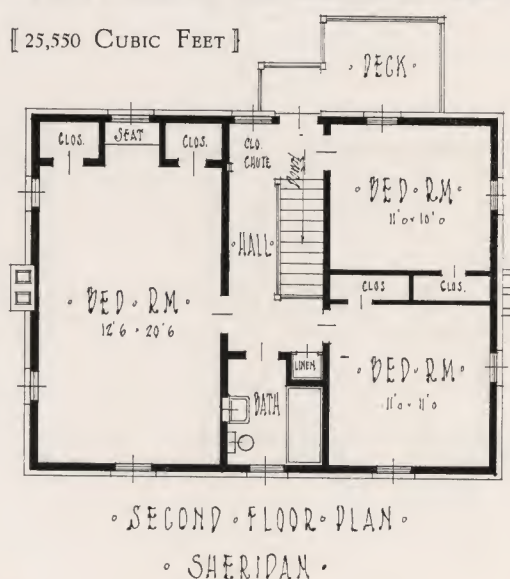 [ 25,550 CUBIC FEET ]
· DECK ·
CLOS.
SEAT
CLOS.
CLO.
CHUTE
DOWN
· BED · RM ·
11'0 × 10'0
· HALL ·
CLOS
CLOS.
· BED · RM ·
12'6 × 20'6
LINEN
· BED · RM ·
11'0 × 11'0
BATH
· SECOND · FLOOR · PLAN ·
· SHERIDAN ·